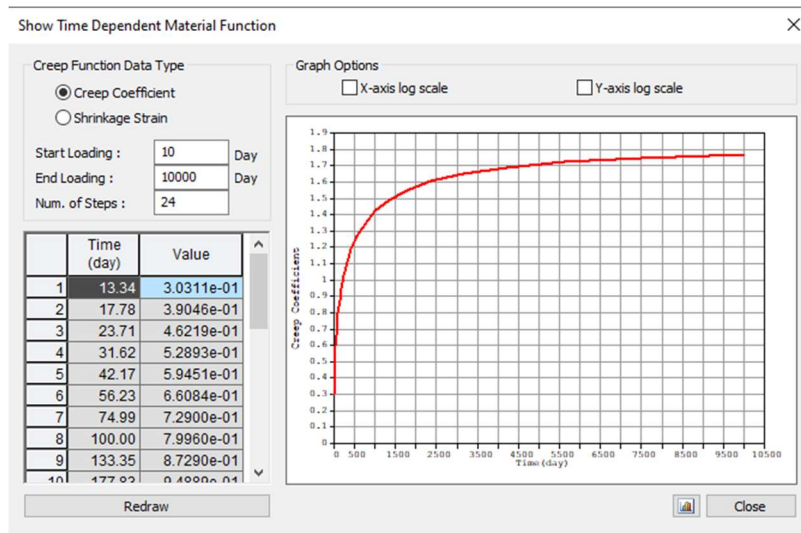 Show Time Dependent Material Function
Creep Function Data Type
Creep Coefficient
Shrinkage Strain
Start Loading : 10 Day
End Loading : 10000 Day
Num. of Steps : 24
Time (day) Value
1 13.34 3.0311e-01
2 17.78 3.9046e-01
3 23.71 4.6219e-01
4 31.62 5.2893e-01
5 42.17 5.9451e-01
6 56.23 6.6084e-01
7 74.99 7.2900e-01
8 100.00 7.9960e-01
9 133.35 8.7290e-01
10 177.83 9.4889e-01
Redraw
Graph Options
X-axis log scale Y-axis log scale
1.9
1.8
1.7
1.6
1.5
1.4
1.3
1.2
1.1
1
0.9
0.8
0.7
0.6
0.5
0.4
0.3
0.2
0.1
0
Creep Coefficient
0 500 1500 2500 3500 4500 5500 6500 7500 8500 9500 10500
Time(day)
Close